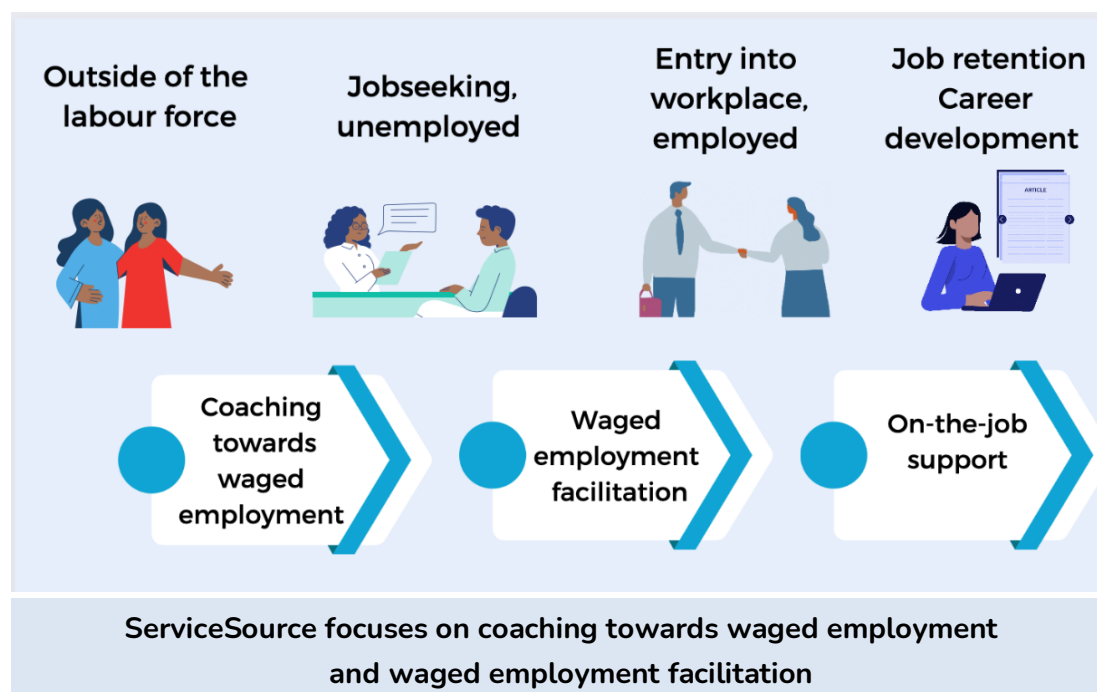 Outside of the
labour force
Jobseeking,
unemployed
Entry into
workplace,
employed
Job retention
Career
development
ARTICLE
Coaching
towards
waged
employment
Waged
employment
facilitation
On-the-job
support
ServiceSource focuses on coaching towards waged employment
and waged employment facilitation